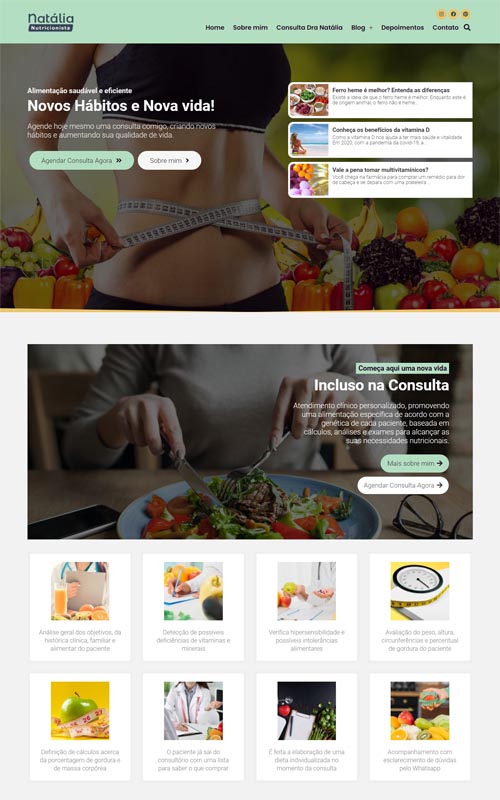 Natália
Nutricionista
Home Sobre mim Consulta Dra Natália Blog + Depoimentos Contato
Alimentação saudável e eficiente
Novos Hábitos e Nova vida!
Agende hoje mesmo uma consulta comigo, criando novos
hábitos e aumentando sua qualidade de vida.
Agendar Consulta Agora
Sobre mim
Ferro heme é melhor? Entenda as diferenças
Existe a ideia de que o ferro heme é melhor. Enquanto este é
de origem animal, o ferro não é heme...
Conheça os benefícios da vitamina D
Como a vitamina D nos ajuda a ter mais saúde e vitalidade
Em 2020, com a pandemia da covid-19, a...
Vale a pena tomar multivitamínicos?
Você chega na farmácia para comprar um remédio para dor
de cabeça e se depara com uma prateleira ...
Começa aqui uma nova vida
Incluso na Consulta
Atendimento clínico personalizado, promovendo
uma alimentação específica de acordo com a
genética de cada paciente, baseada em
cálculos, análises e exames para alcançar as
suas necessidades nutricionais.
Mais sobre mim
Agendar Consulta Agora
Análise geral dos objetivos, da
histórica clínica, familiar e
alimentar do paciente
Detecção de possíveis
deficiências de vitaminas e
minerais
Verifica hipersensibilidade e
possíveis intolerâncias
alimentares
Avaliação do peso, altura,
circunferências e percentual
de gordura do paciente
Definição de cálculos acerca
da porcentagem de gordura e
de massa corpórea
O paciente já sai do
consultório com uma lista
para saber o que comprar
É feita a elaboração de uma
dieta individualizada no
momento da consulta
Acompanhamento com
esclarecimento de dúvidas
pelo Whatsapp